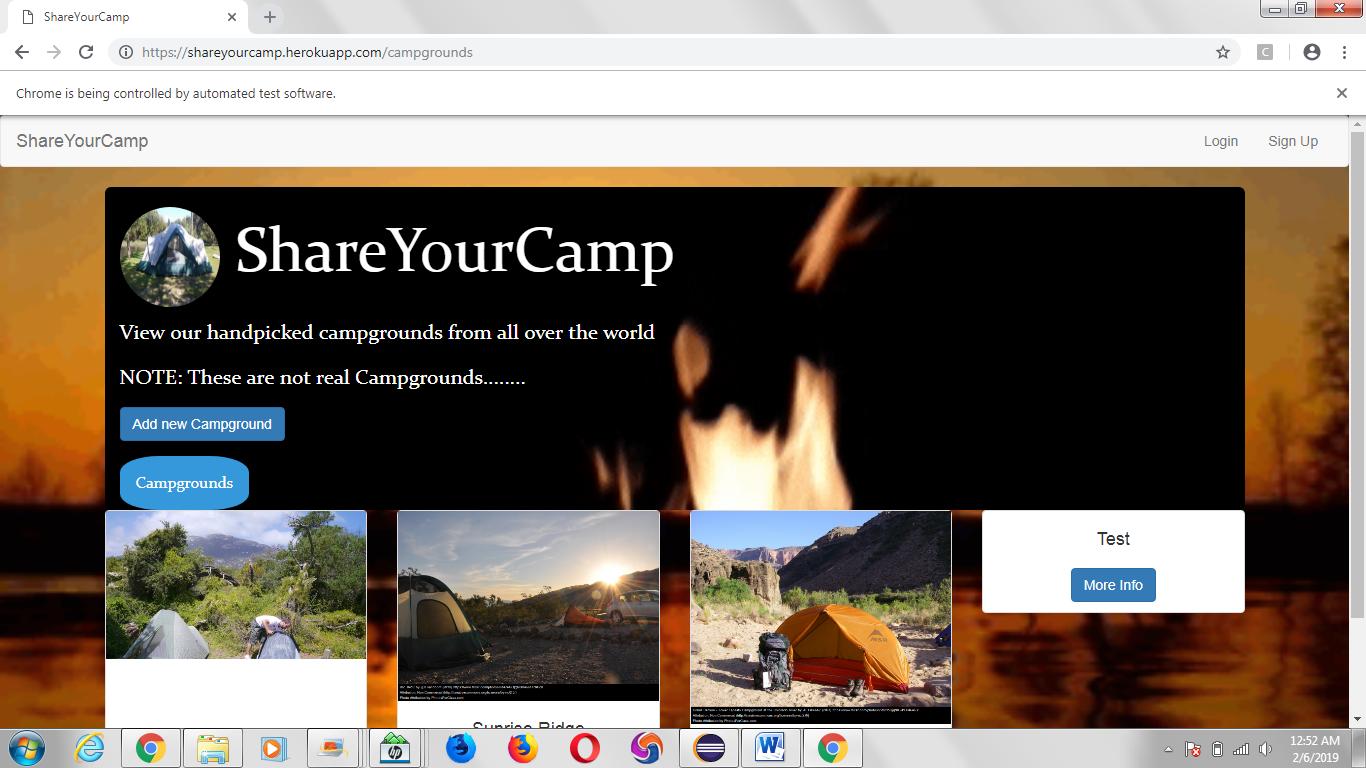 ShareYourCamp
https://shareyourcamp.herokuapp.com/campgrounds
C
Chrome is being controlled by automated test software.
ShareYourCamp
Login
Sign Up
ShareYourCamp
View our handpicked campgrounds from all over the world
NOTE: These are not real Campgrounds........
Add new Campground
Campgrounds
Test
More Info
Sunrise Ridge
12:52 AM
2/6/2019